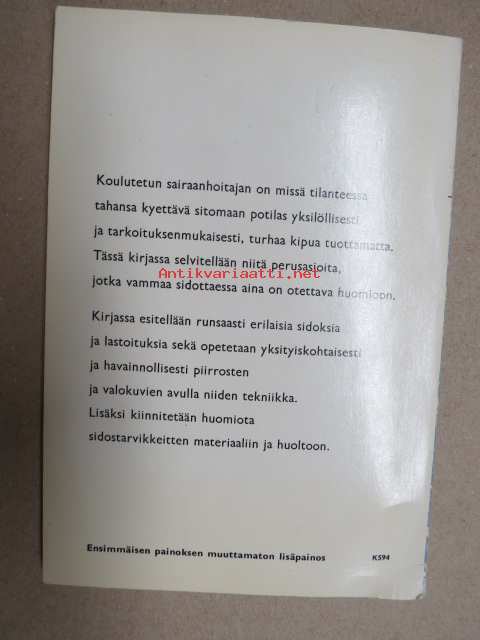 Koulutetun sairaanhoitajan on missä tilanteessa
tahansa kyettävä sitomaan potilas yksilöllisesti
ja tarkoituksenmukaisesti, turhaa kipua tuottamatta.
Tässä kirjassa selvitellään niitä perusasioita,
Antikvariaatti.net
jotka vammaa sidottaessa aina on otettava huomioon.
Kirjassa esitellään runsaasti erilaisia sidoksia
ja lastoituksia sekä opetetaan yksityiskohtaisesti
ja havainnollisesti piirrosten
ja valokuvien avulla niiden tekniikka.
Lisäksi kiinnitetään huomiota
sidostarvikkeitten materiaaliin ja huoltoon.
Ensimmäisen painoksen muuttamaton lisäpainos K594